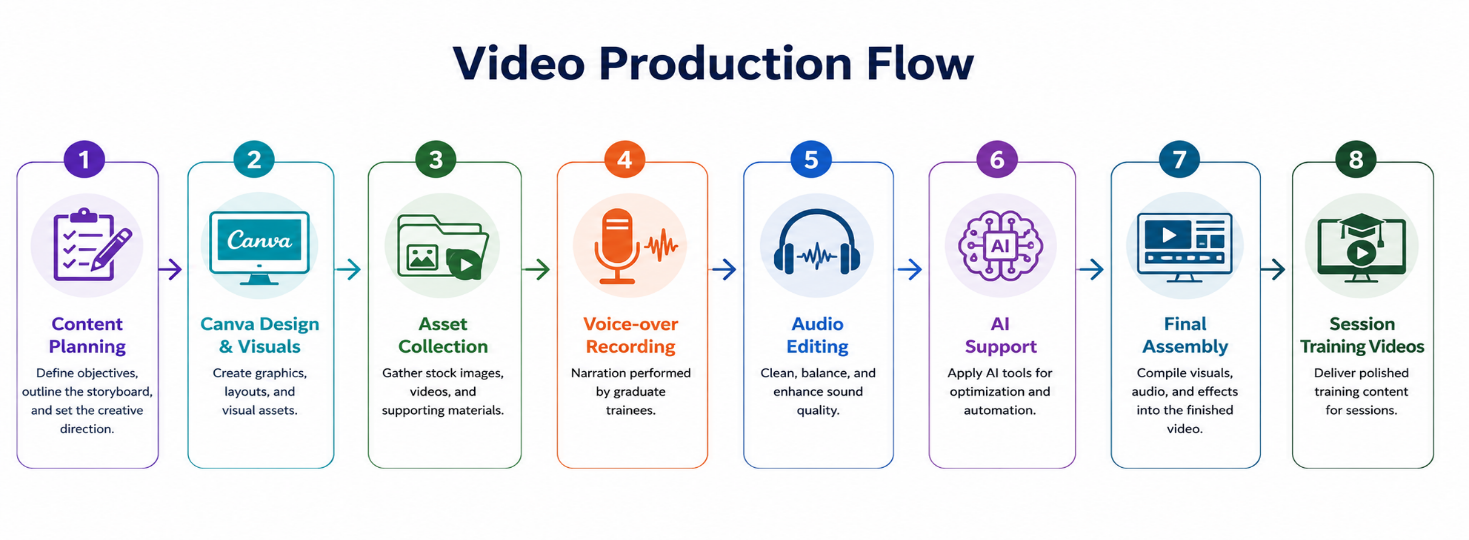 Video Production Flow
1
Canva
Content
Planning
Define objectives,
outline the storyboard,
and set the creative
direction.
2
Canva Design
& Visuals
Create graphics,
layouts, and
visual assets.
3
Asset
Collection
Gather stock images,
videos, and
supporting materials.
4
Voice-over
Recording
Narration performed
by graduate
trainees.
5
Audio
Editing
Clean, balance, and
enhance sound
quality.
6
AI
AI
Support
Apply AI tools for
optimization and
automation.
7
Final
Assembly
Compile visuals,
audio, and effects
into the finished
video.
8
Session
Training Videos
Deliver polished
training content
for sessions.